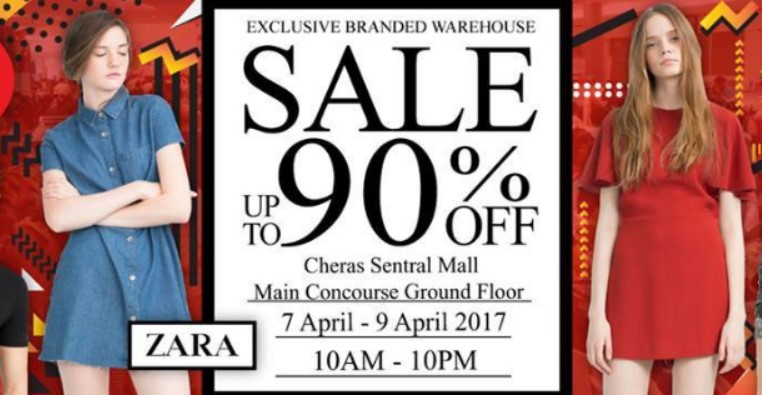 EXCLUSIVE BRANDED WAREHOUSE
SALE
UP TO 90% OFF
Cheras Sentral Mall
Main Concourse Ground Floor
7 April - 9 April 2017
10AM - 10PM
ZARA